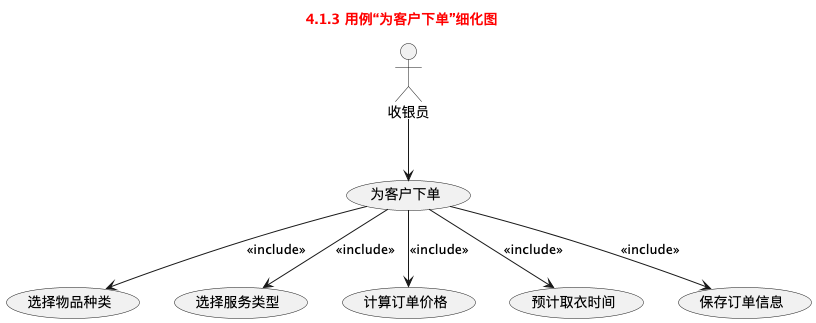 4.1.3 用例“为客户下单”细化图
收银员
为客户下单
«include»
«include»
«include»
«include»
«include»
选择物品种类
选择服务类型
计算订单价格
预计取衣时间
保存订单信息